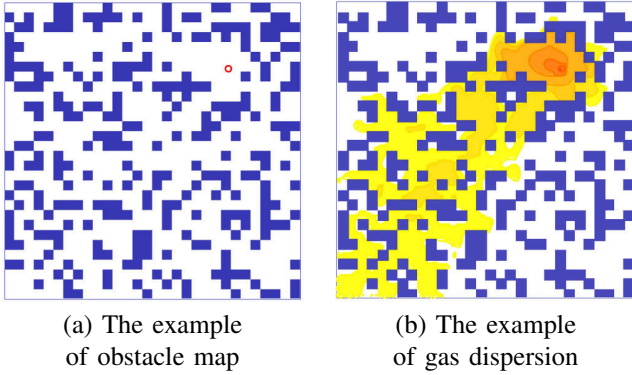 (a) The example
of obstacle map
(b) The example
of gas dispersion